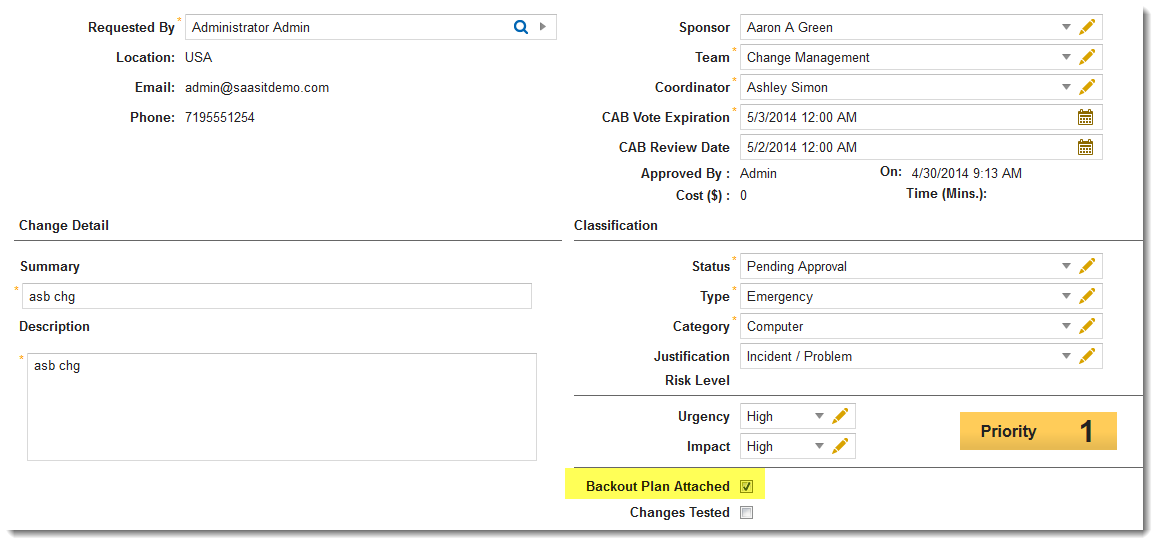 Requested By * Administrator Admin
Location: USA
Email: admin@saasitdemo.com
Phone: 7195551254
Sponsor Aaron A Green
Team * Change Management
Coordinator * Ashley Simon
CAB Vote Expiration * 5/3/2014 12:00 AM
CAB Review Date 5/2/2014 12:00 AM
Approved By : Admin On: 4/30/2014 9:13 AM
Cost ($) : 0 Time (Mins.):
Change Detail
Summary
* asb chg
Description
* asb chg
Classification
Status * Pending Approval
Type * Emergency
Category * Computer
Justification Incident / Problem
Risk Level
Urgency High
Impact High
Priority 1
Backout Plan Attached
Changes Tested